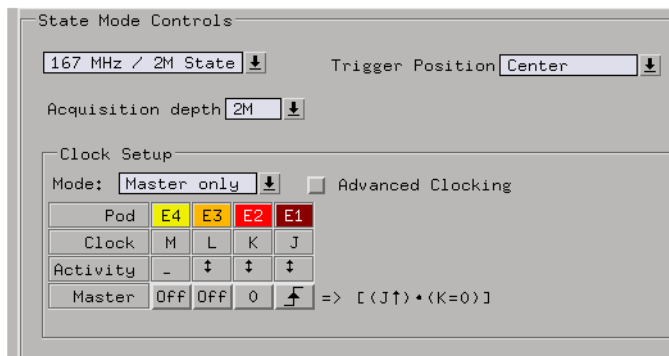 State Mode Controls
167 MHz / 2M State Trigger Position Center
Acquisition depth 2M
Clock Setup
Mode: Master only Advanced Clocking
Pod E4 E3 E2 E1
Clock M L K J
Activity – ↕ ↕ ↕
Master Off Off 0 => [(J↑)•(K=0)]